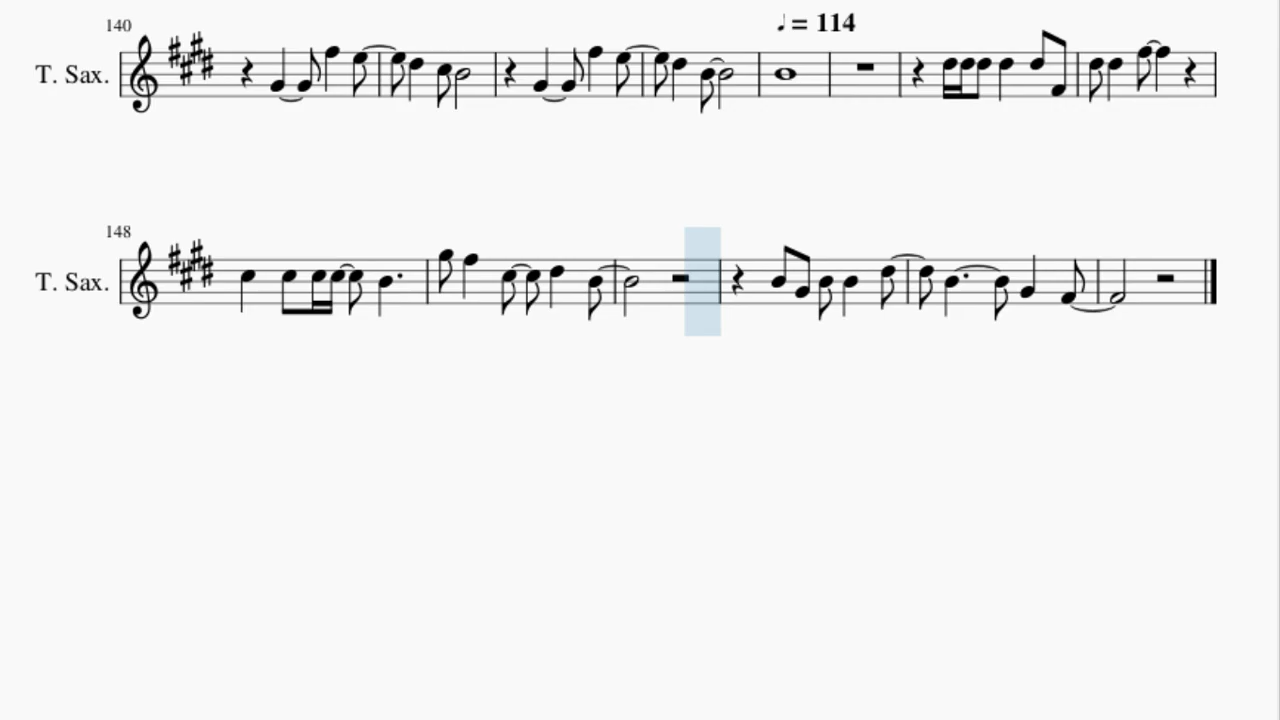 ♩ = 114
140
T. Sax.
148
T. Sax.